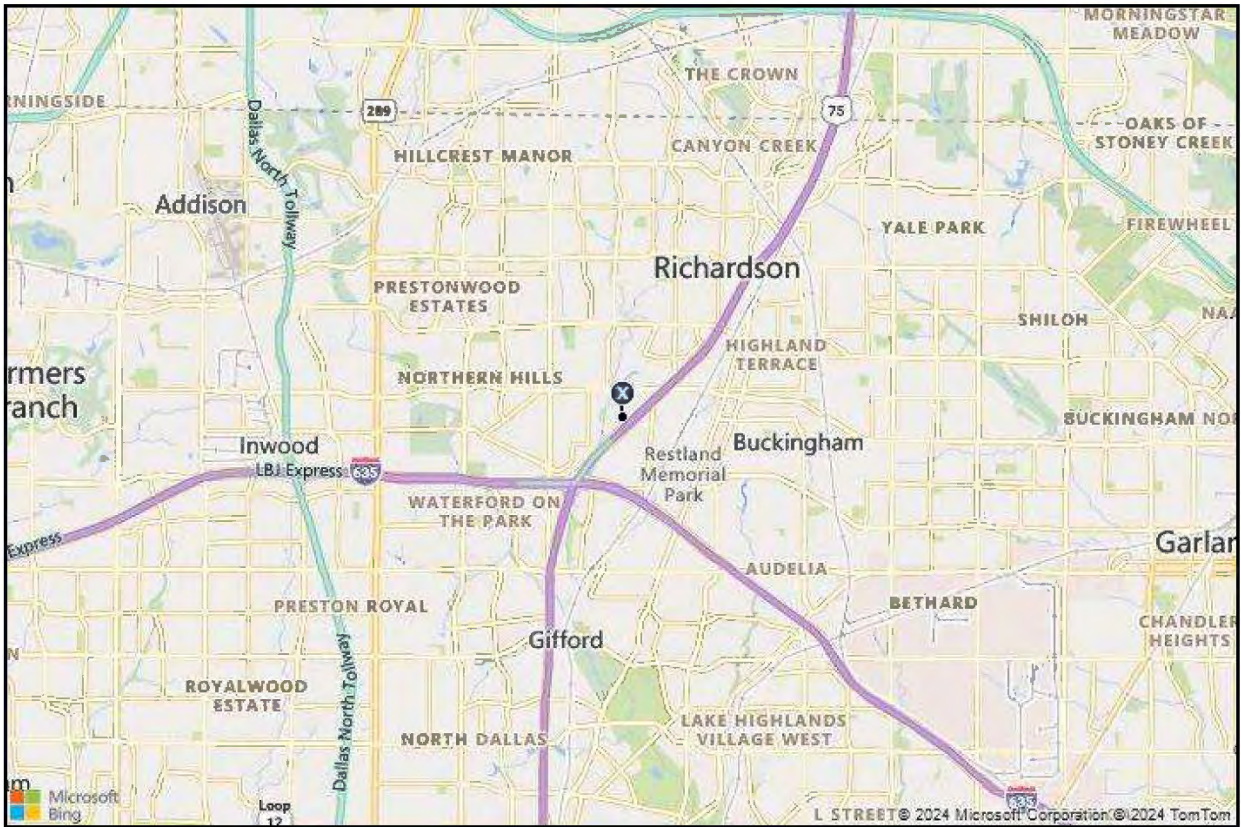 MORNINGSTAR
MEADOW
THE CROWN
RNINGSIDE
289
75
OAKS OF
STONEY CREEK
CANYON CREEK
HILLCREST MANOR
Dallas North Tollway
Addison
YALE PARK
FIREWHEEL
Richardson
PRESTONWOOD
ESTATES
SHILOH
NAA
HIGHLAND
TERRACE
rmers
ranch
NORTHERN HILLS
X
BUCKINGHAM NOR
Inwood
Buckingham
LBJ Express
635
Restland
Memorial
Park
WATERFORD ON
THE PARK
Express
Garlan
AUDELIA
PRESTON ROYAL
BETHARD
CHANDLER
HEIGHTS
Gifford
N
ROYALWOOD
ESTATE
Dallas North Tollway
LAKE HIGHLANDS
VILLAGE WEST
NORTH DALLAS
am
Microsoft
Bing
Loop
12
635
L STREET
© 2024 Microsoft Corporation © 2024 TomTom